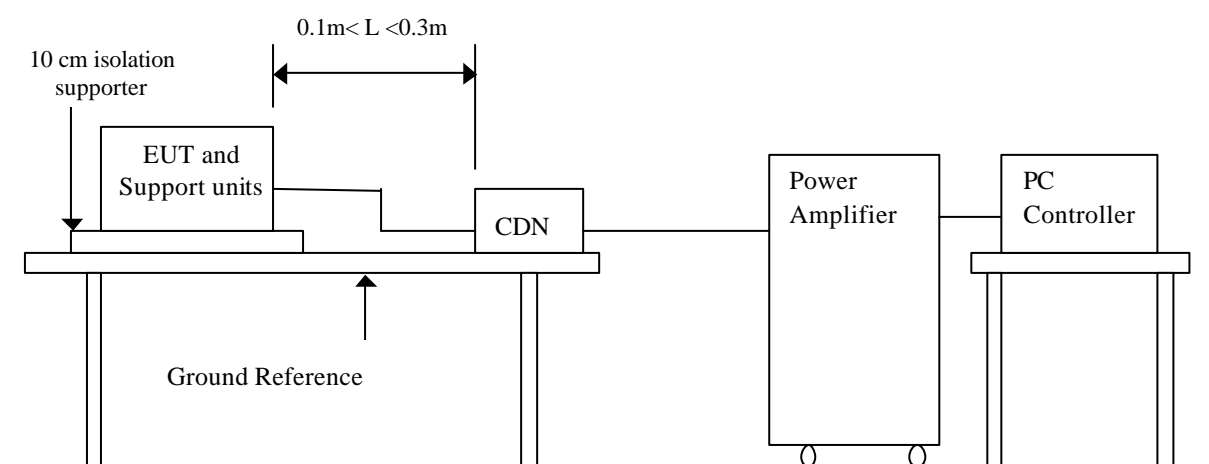 0.1m< L <0.3m
10 cm isolation
supporter
EUT and
Support units
CDN
Power
Amplifier
PC
Controller
Ground Reference